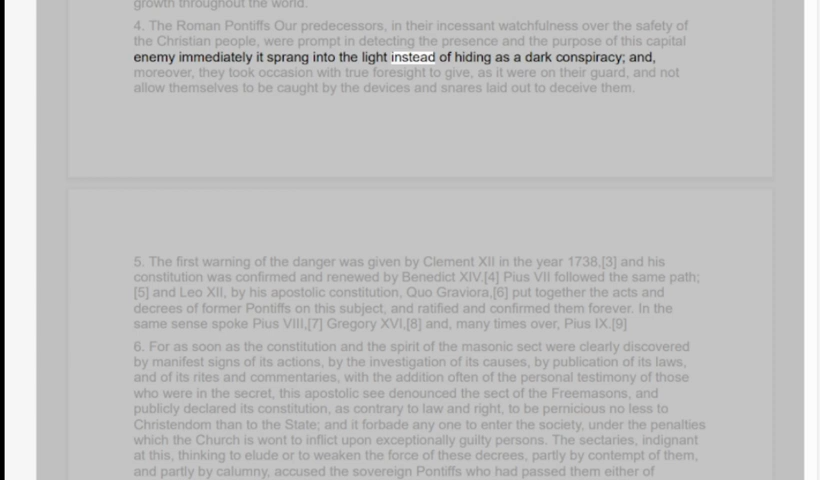 growth throughout the world.
4. The Roman Pontiffs Our predecessors, in their incessant watchfulness over the safety of
the Christian people, were prompt in detecting the presence and the purpose of this capital
enemy immediately it sprang into the light instead of hiding as a dark conspiracy; and,
moreover, they took occasion with true foresight to give, as it were on their guard, and not
allow themselves to be caught by the devices and snares laid out to deceive them.
5. The first warning of the danger was given by Clement XII in the year 1738,[3] and his
constitution was confirmed and renewed by Benedict XIV.[4] Pius VII followed the same path;
[5] and Leo XII, by his apostolic constitution, Quo Graviora,[6] put together the acts and
decrees of former Pontiffs on this subject, and ratified and confirmed them forever. In the
same sense spoke Pius VIII,[7] Gregory XVI,[8] and, many times over, Pius IX.[9]
6. For as soon as the constitution and the spirit of the masonic sect were clearly discovered
by manifest signs of its actions, by the investigation of its causes, by publication of its laws,
and of its rites and commentaries, with the addition often of the personal testimony of those
who were in the secret, this apostolic see denounced the sect of the Freemasons, and
publicly declared its constitution, as contrary to law and right, to be pernicious no less to
Christendom than to the State; and it forbade any one to enter the society, under the penalties
which the Church is wont to inflict upon exceptionally guilty persons. The sectaries, indignant
at this, thinking to elude or to weaken the force of these decrees, partly by contempt of them,
and partly by calumny, accused the sovereign Pontiffs who had passed them either of